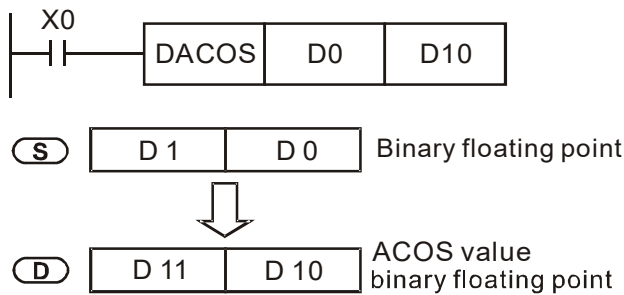 X0
DACOS D0 D10
S D 1 D 0 Binary floating point
D D 11 D 10 ACOS value
binary floating point